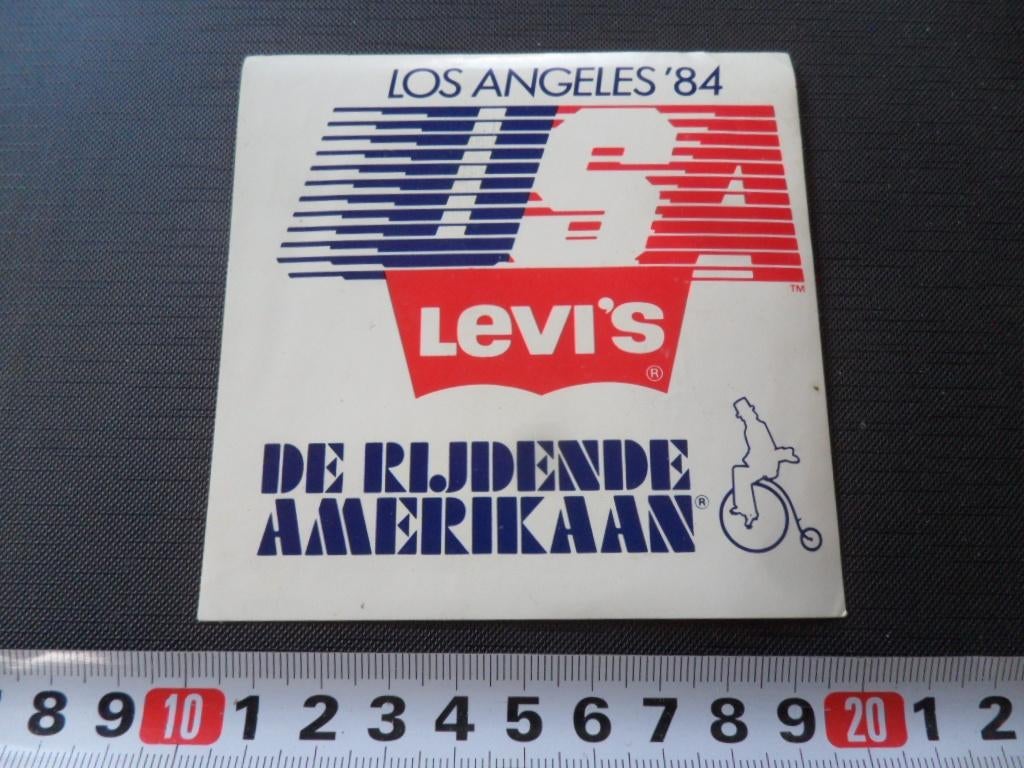 LOS ANGELES '84
USA
TM
LEVI'S
®
DE RIJDENDE
AMERIKAAN®
8 9 10 1 2 3 4 5 6 7 8 9 20 1 2